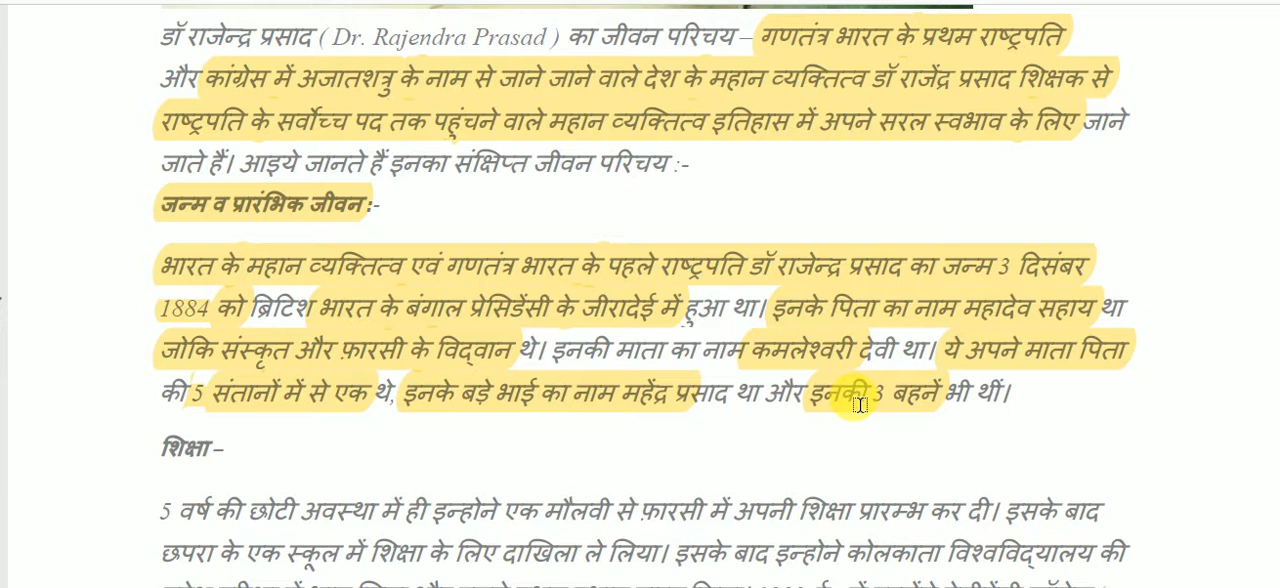 डॉ राजेन्द्र प्रसाद ( Dr. Rajendra Prasad ) का जीवन परिचय – गणतंत्र भारत के प्रथम राष्ट्रपति
और कांग्रेस में अजातशत्रु के नाम से जाने जाने वाले देश के महान व्यक्तित्व डॉ राजेंद्र प्रसाद शिक्षक से
राष्ट्रपति के सर्वोच्च पद तक पहुंचने वाले महान व्यक्तित्व इतिहास में अपने सरल स्वभाव के लिए जाने
जाते हैं। आइये जानते हैं इनका संक्षिप्त जीवन परिचय :-
जन्म व प्रारंभिक जीवन :-
भारत के महान व्यक्तित्व एवं गणतंत्र भारत के पहले राष्ट्रपति डॉ राजेन्द्र प्रसाद का जन्म 3 दिसंबर
1884 को ब्रिटिश भारत के बंगाल प्रेसिडेंसी के जीरादेई में हुआ था। इनके पिता का नाम महादेव सहाय था
जोकि संस्कृत और फ़ारसी के विद्वान थे। इनकी माता का नाम कमलेश्वरी देवी था। ये अपने माता पिता
की 5 संतानों में से एक थे, इनके बड़े भाई का नाम महेंद्र प्रसाद था और इनकी 3 बहनें भी थीं।
शिक्षा –
5 वर्ष की छोटी अवस्था में ही इन्होने एक मौलवी से फ़ारसी में अपनी शिक्षा प्रारम्भ कर दी। इसके बाद
छपरा के एक स्कूल में शिक्षा के लिए दाखिला ले लिया। इसके बाद इन्होने कोलकाता विश्वविद्यालय की